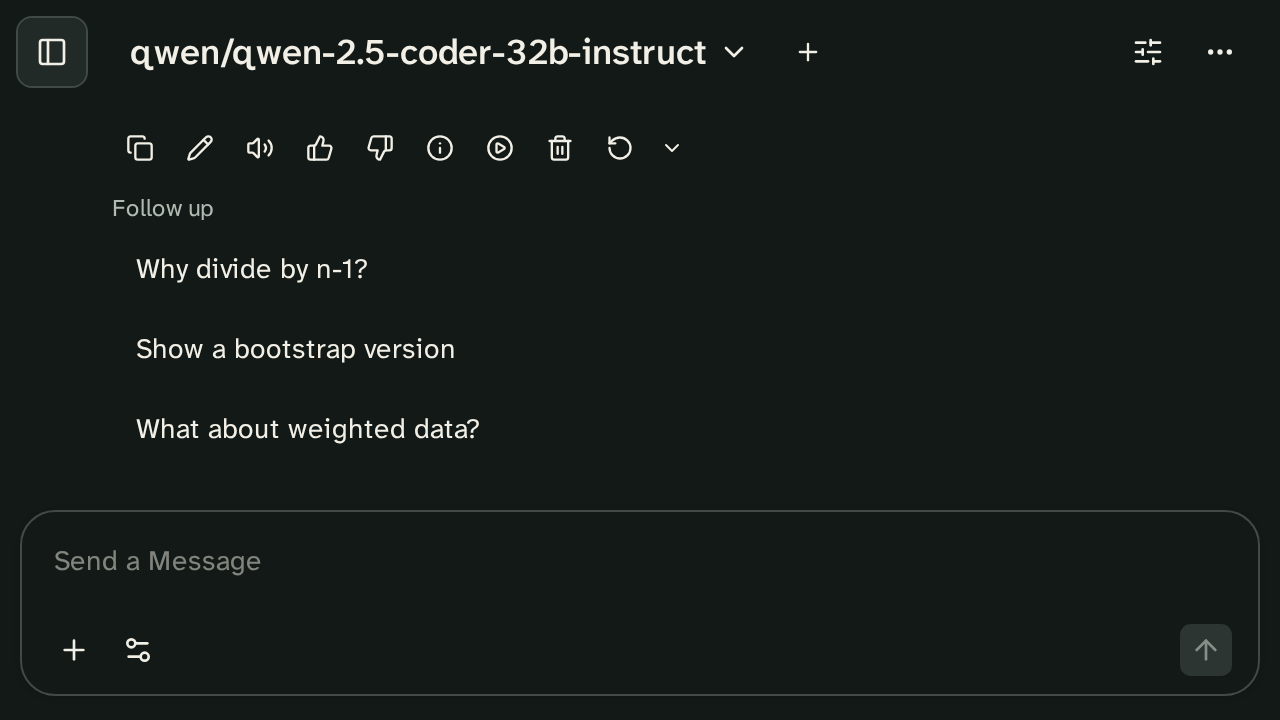 qwen/qwen-2.5-coder-32b-instruct
Follow up
Why divide by n-1?
Show a bootstrap version
What about weighted data?
Send a Message